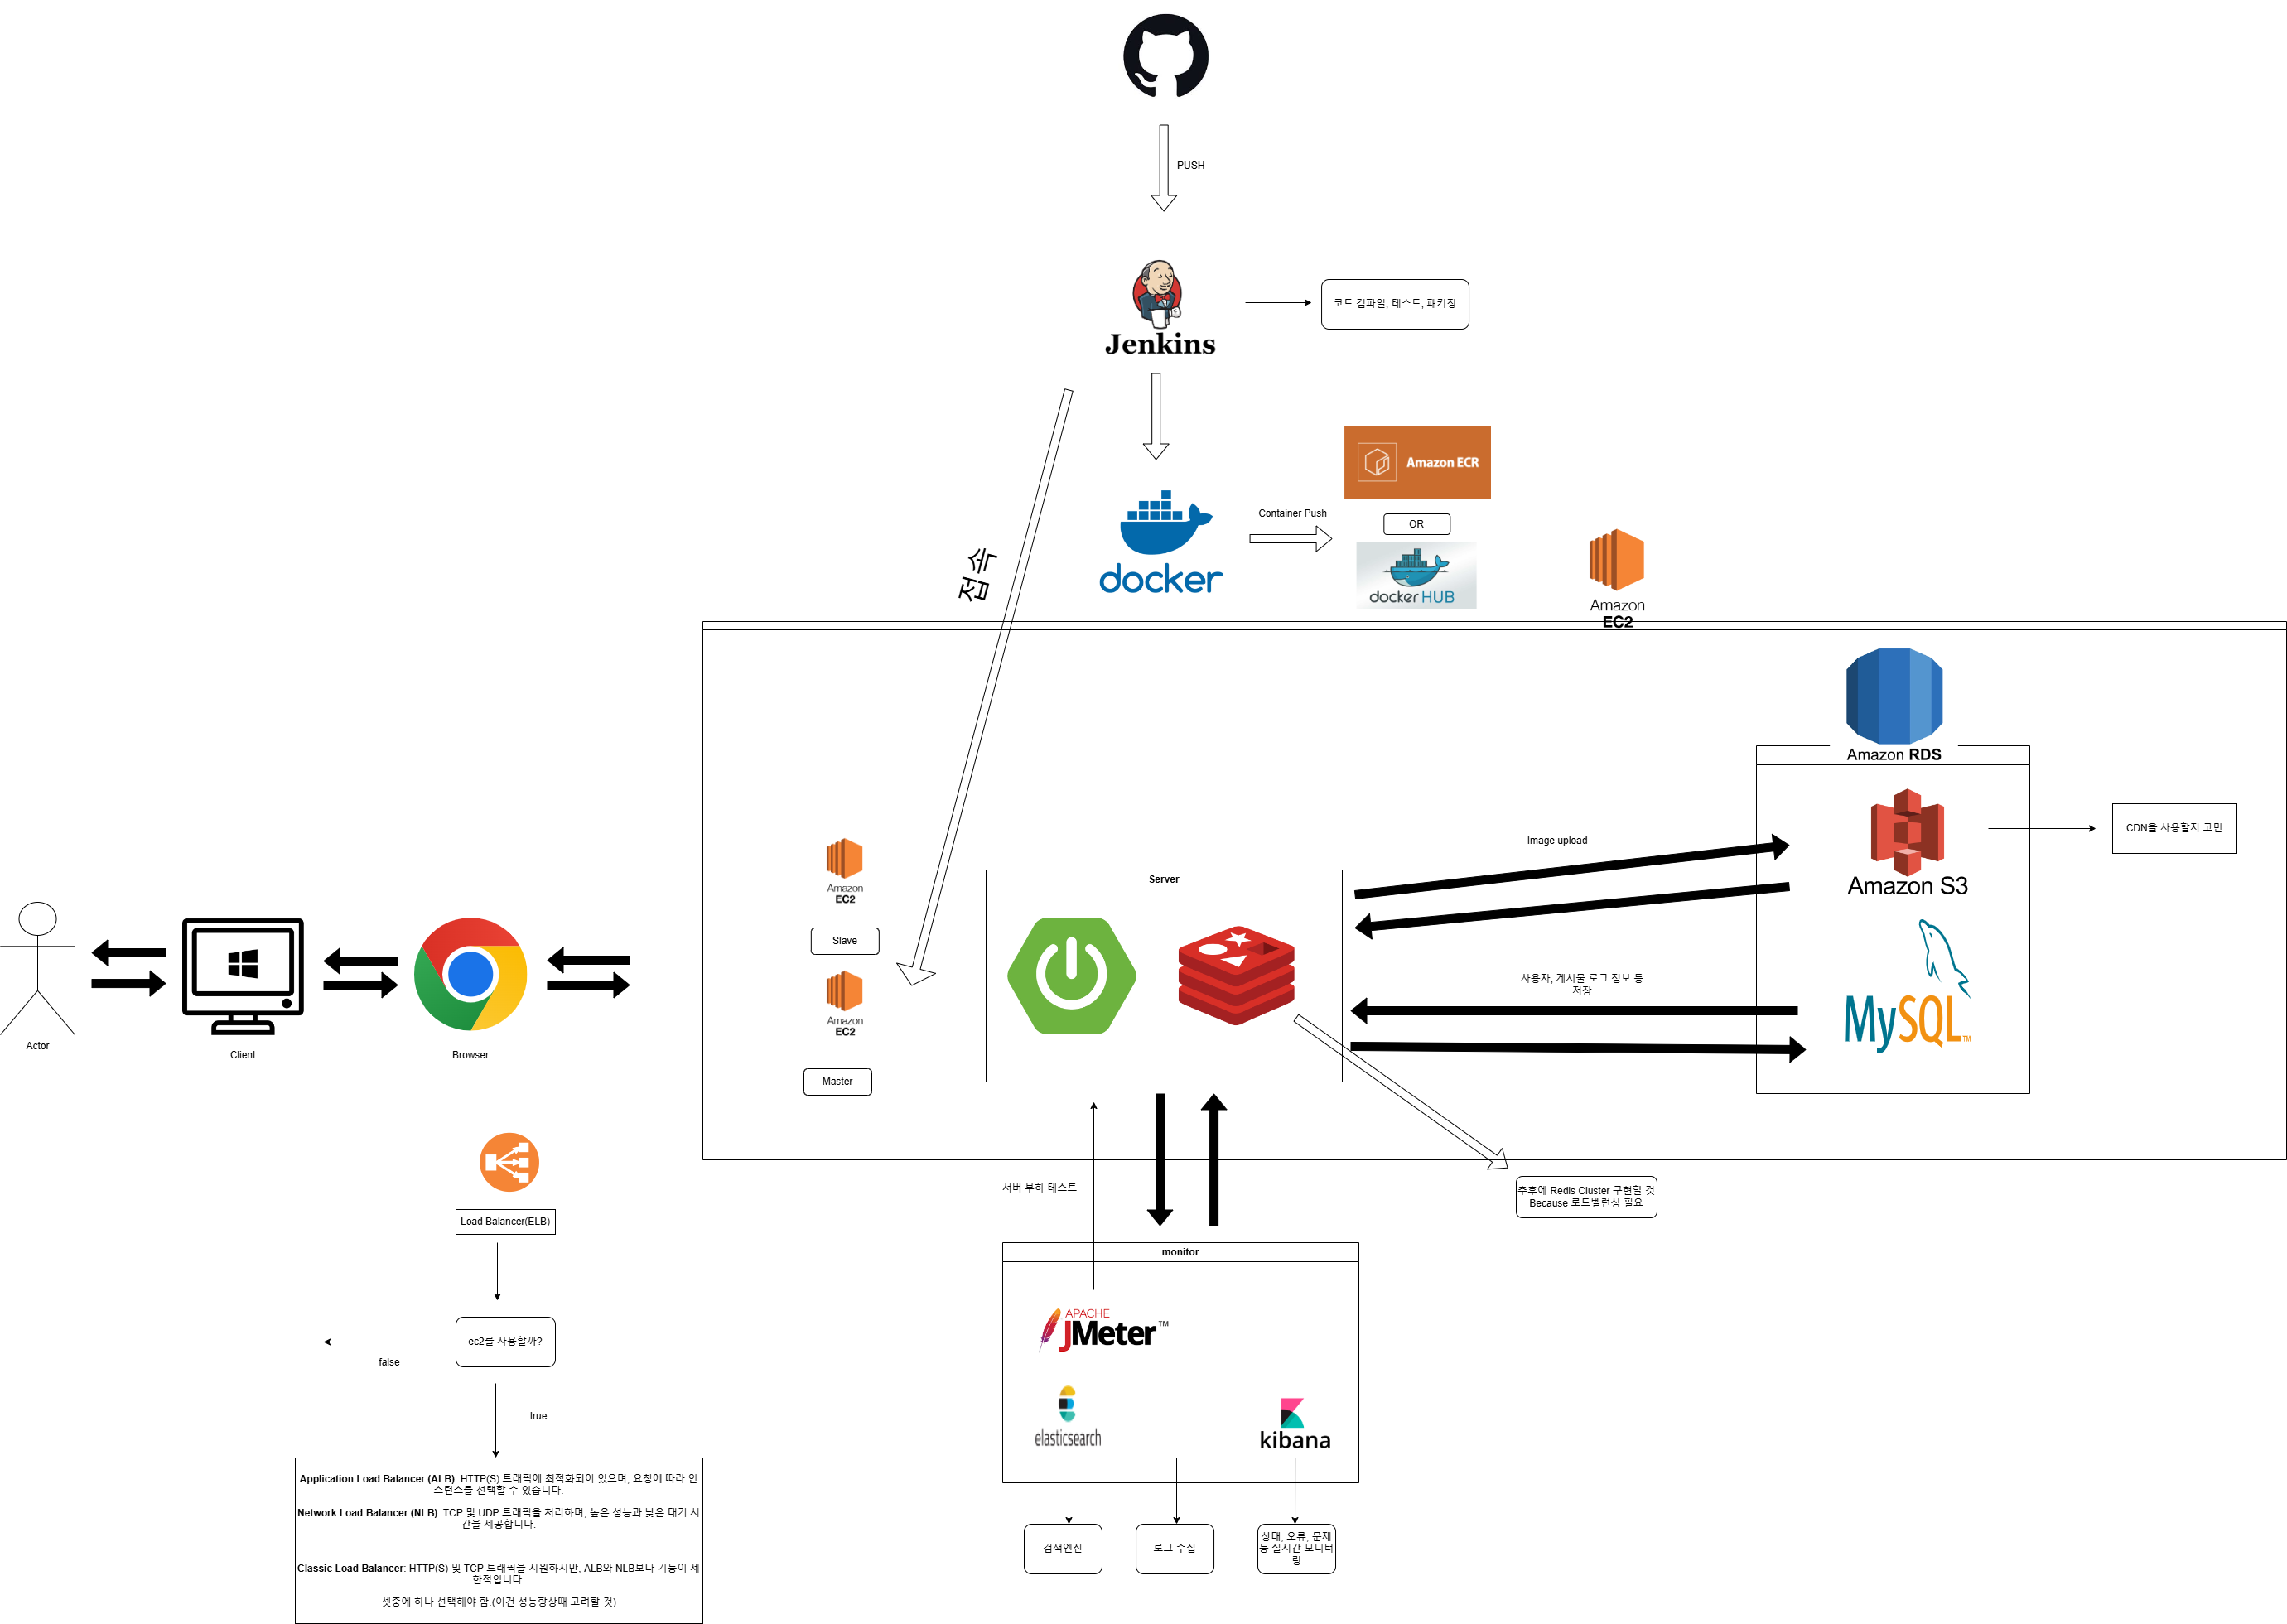 PUSH
Jenkins
코드 컴파일, 테스트, 패키징
Amazon ECR
Container Push
OR
docker
docker HUB
접속
Amazon
EC2
Amazon RDS
Amazon S3
CDN을 사용할지 고민
Image upload
Amazon
EC2
Slave
Amazon
EC2
Master
Server
사용자, 게시물 로그 정보 등
저장
MySQL™
Actor
Client
Browser
Load Balancer(ELB)
서버 부하 테스트
추후에 Redis Cluster 구현할 것
Because 로드벨런싱 필요
monitor
APACHE
JMeter™
elasticsearch
kibana
ec2를 사용할까?
false
true
Application Load Balancer (ALB): HTTP(S) 트래픽에 최적화되어 있으며, 요청에 따라 인
스턴스를 선택할 수 있습니다.
Network Load Balancer (NLB): TCP 및 UDP 트래픽을 처리하며, 높은 성능과 낮은 대기 시
간을 제공합니다.
Classic Load Balancer: HTTP(S) 및 TCP 트래픽을 지원하지만, ALB와 NLB보다 기능이 제
한적입니다.
셋중에 하나 선택해야 함.(이건 성능향상때 고려할 것)
검색엔진
로그 수집
상태, 오류, 문제
등 실시간 모니터
링